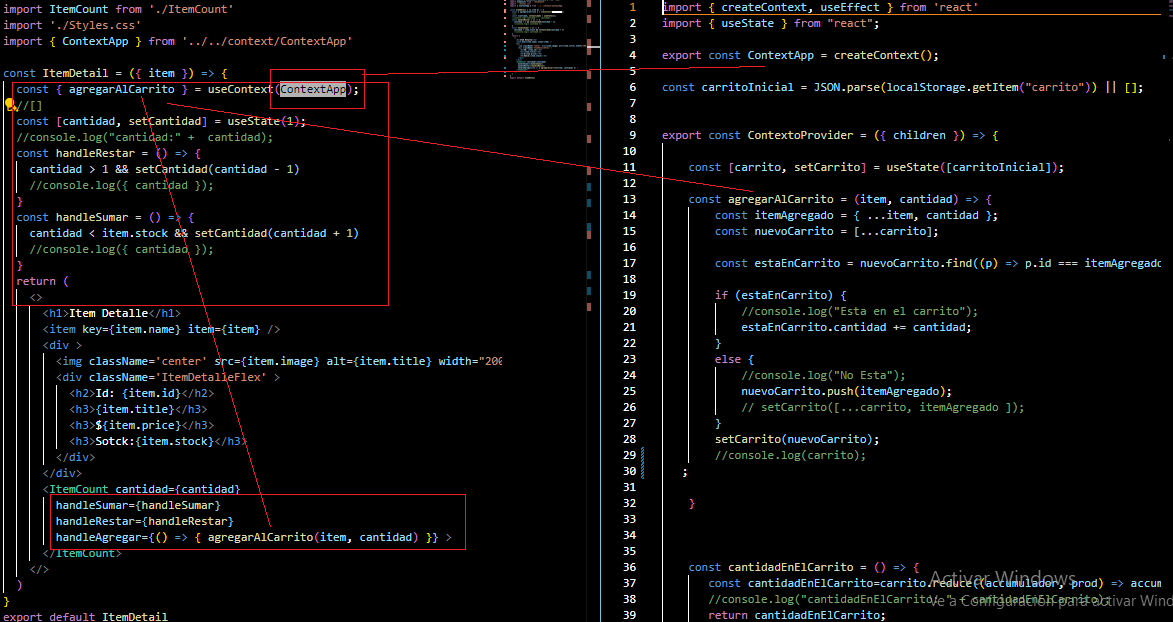 import ItemCount from './ItemCount'
import './Styles.css'
import { ContextApp } from '../../context/ContextApp'
const ItemDetail = ({ item }) => {
const { agregarAlCarrito } = useContext(ContextApp);
//[]
const [cantidad, setCantidad] = useState(1);
//console.log("cantidad:" +  cantidad);
const handleRestar = () => {
cantidad > 1 && setCantidad(cantidad - 1)
//console.log({ cantidad });
}
const handleSumar = () => {
cantidad < item.stock && setCantidad(cantidad + 1)
//console.log({ cantidad });
}
return (
<>
<h1>Item Detalle</h1>
<item key={item.name} item={item} />
<div >
<img className='center' src={item.image} alt={item.title} width="200
<div className='ItemDetalleFlex' >
<h2>Id: {item.id}</h2>
<h3>{item.title}</h3>
<h3>${item.price}</h3>
<h3>Sotck:{item.stock}</h3>
</div>
</div>
<ItemCount cantidad={cantidad}
handleSumar={handleSumar}
handleRestar={handleRestar}
handleAgregar={() => { agregarAlCarrito(item, cantidad) }} >
</ItemCount>
</>
)
}
export default ItemDetail
1 import { createContext, useEffect } from 'react'
2 import { useState } from "react";
3
4 export const ContextApp = createContext();
5
6 const carritoInicial = JSON.parse(localStorage.getItem("carrito")) || [];
7
8
9 export const ContextoProvider = ({ children }) => {
10
11 const [carrito, setCarrito] = useState([carritoInicial]);
12
13 const agregarAlCarrito = (item, cantidad) => {
14 const itemAgregado = { ...item, cantidad };
15 const nuevoCarrito = [...carrito];
16
17 const estaEnCarrito = nuevoCarrito.find((p) => p.id === itemAgregado
18
19 if (estaEnCarrito) {
20 //console.log("Esta en el carrito");
21 estaEnCarrito.cantidad += cantidad;
22 }
23 else {
24 //console.log("No Esta");
25 nuevoCarrito.push(itemAgregado);
26 // setCarrito([...carrito, itemAgregado ]);
27 }
28 setCarrito(nuevoCarrito);
29 //console.log(carrito);
30 ;
31
32 }
33
34
35
36 const cantidadEnElCarrito = () => {
37 const cantidadEnElCarrito=carrito.reduce((accumulador, prod) => accum
38 //console.log("cantidadEnElCarrito: " + cantidadEnElCarrito);
39 return cantidadEnElCarrito;
Activar Windows
Ve a Configuración para activar Wind